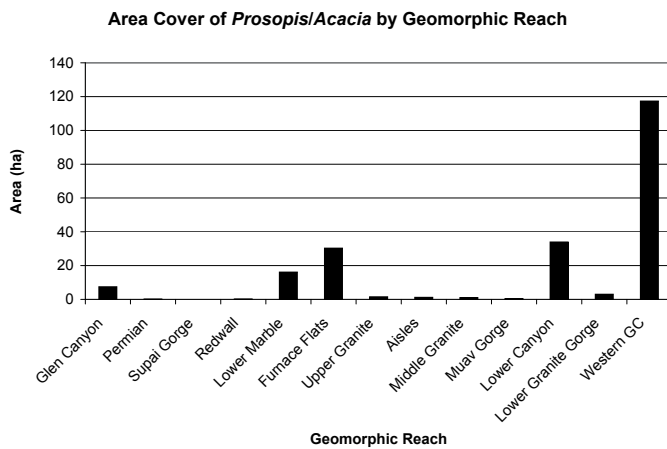 Area Cover of Prosopis/Acacia by Geomorphic Reach
140
120
100
80
60
40
20
0
Area (ha)
Glen Canyon
Permian
Supai Gorge
Redwall
Lower Marble
Furnace Flats
Upper Granite
Aisles
Middle Granite
Muav Gorge
Lower Canyon
Lower Granite Gorge
Western GC
Geomorphic Reach